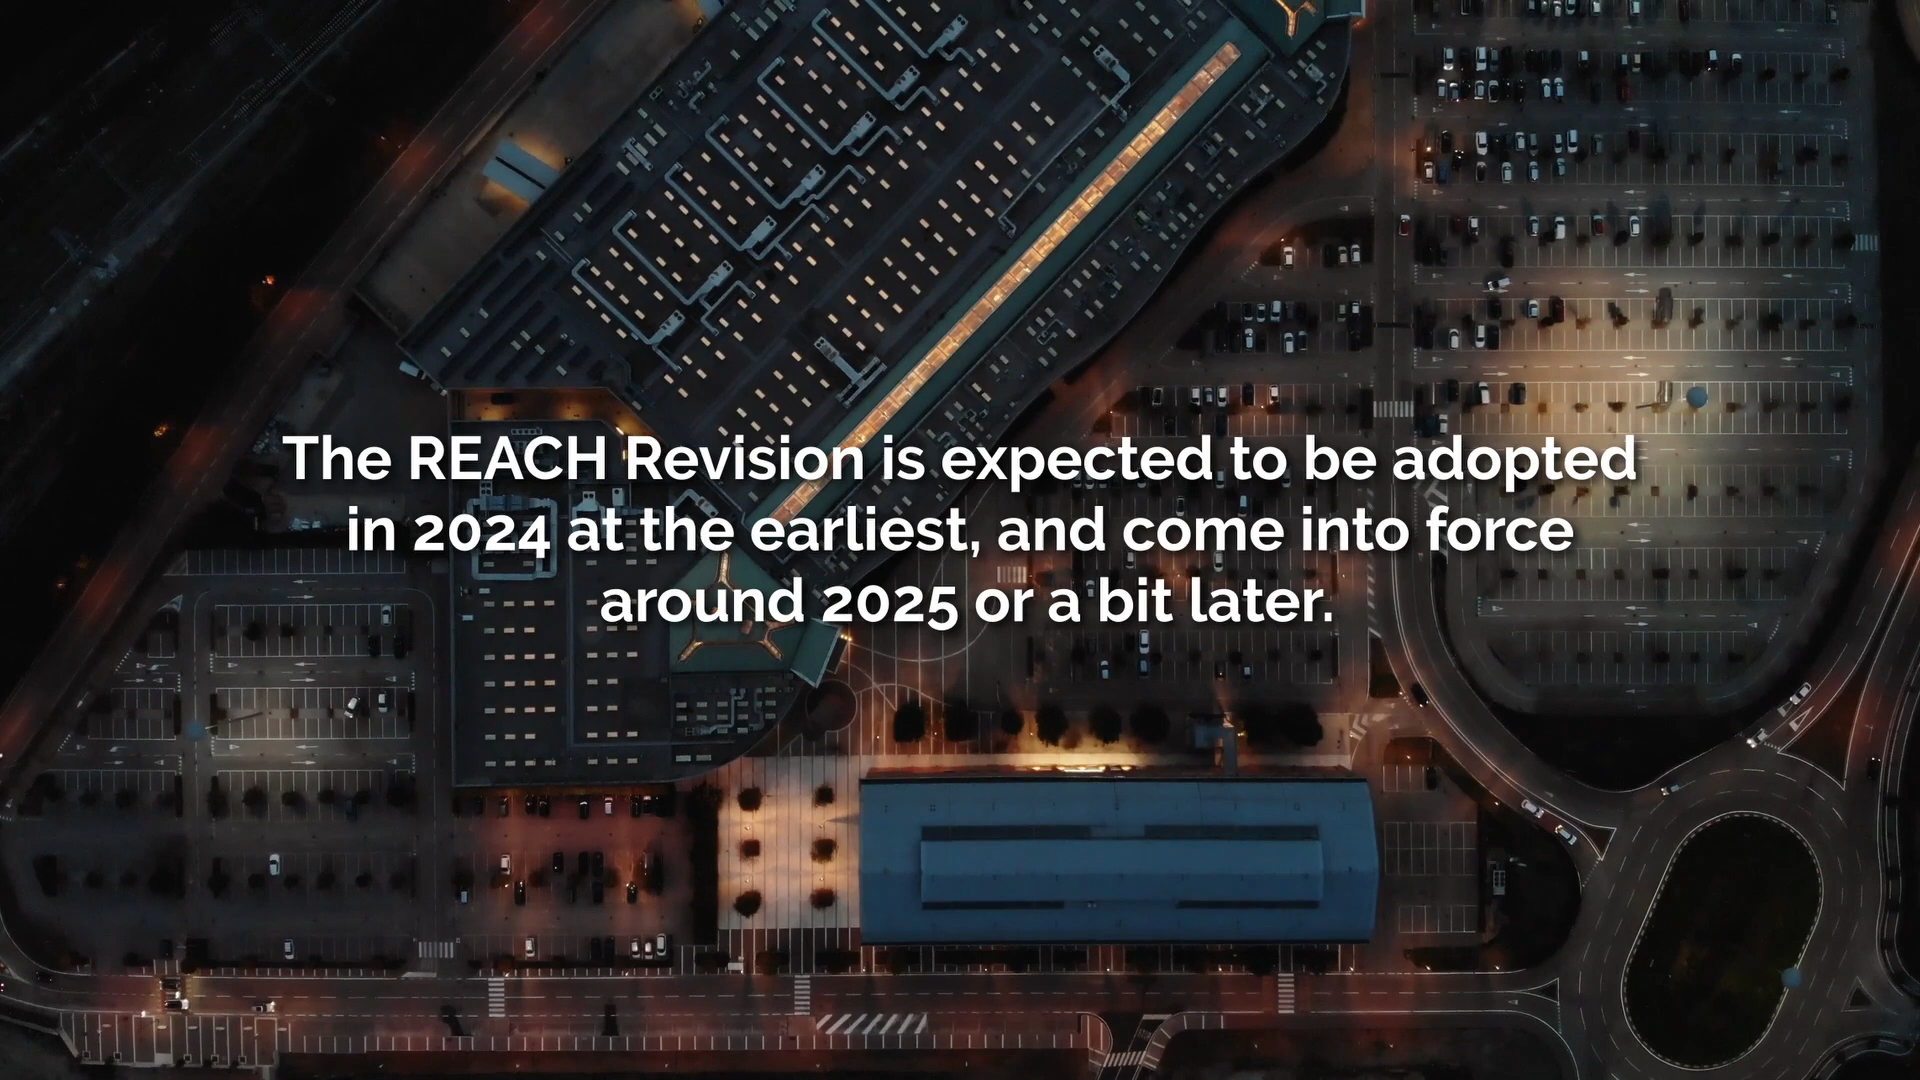 The REACH Revision is expected to be adopted
in 2024 at the earliest, and come into force
around 2025 or a bit later.